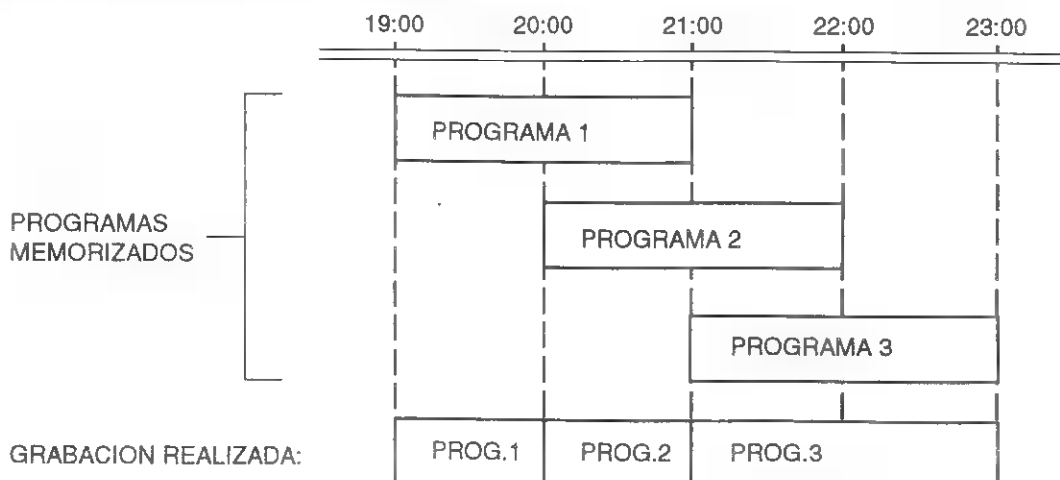 19:00 20:00 21:00 22:00 23:00
PROGRAMA 1
PROGRAMAS
MEMORIZADOS
PROGRAMA 2
PROGRAMA 3
GRABACION REALIZADA: PROG.1 PROG.2 PROG.3